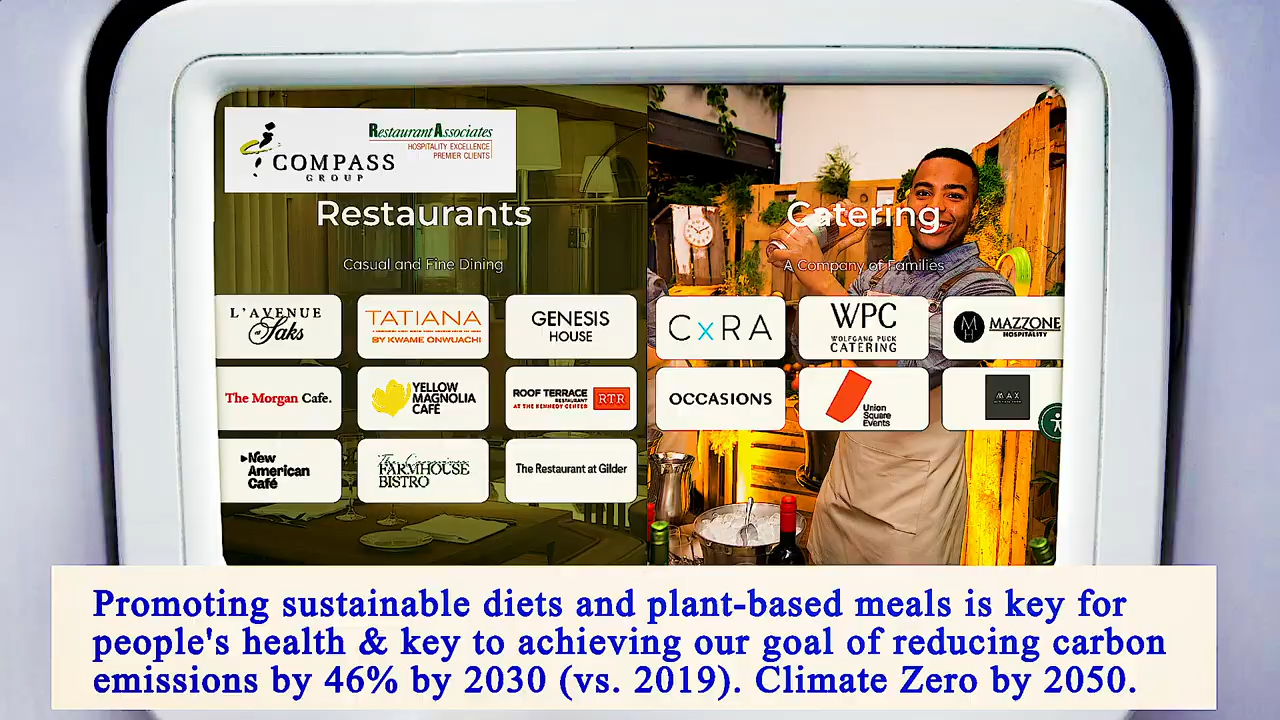 COMPASS
GROUP
RESTAURANT ASSOCIATES
HOSPITALITY EXCELLENCE
PREMIER CLIENTS
Restaurants
Casual and Fine Dining
L'AVENUE
at Saks
TATIANA
BY KWAME ONWUACHI
GENESIS
HOUSE
The Morgan Cafe.
YELLOW
MAGNOLIA
CAFÉ
ROOF TERRACE
RESTAURANT
AT THE KENNEDY CENTER
RTR
New
American
Café
FARMHOUSE
BISTRO
The Restaurant at Gilder
Catering
A Company of Families
CxRA
WPC
WOLFGANG PUCK
CATERING
MH
MAZZONE
HOSPITALITY
OCCASIONS
Union
Square
Events
MAX
Promoting sustainable diets and plant-based meals is key for
people's health & key to achieving our goal of reducing carbon
emissions by 46% by 2030 (vs. 2019). Climate Zero by 2050.